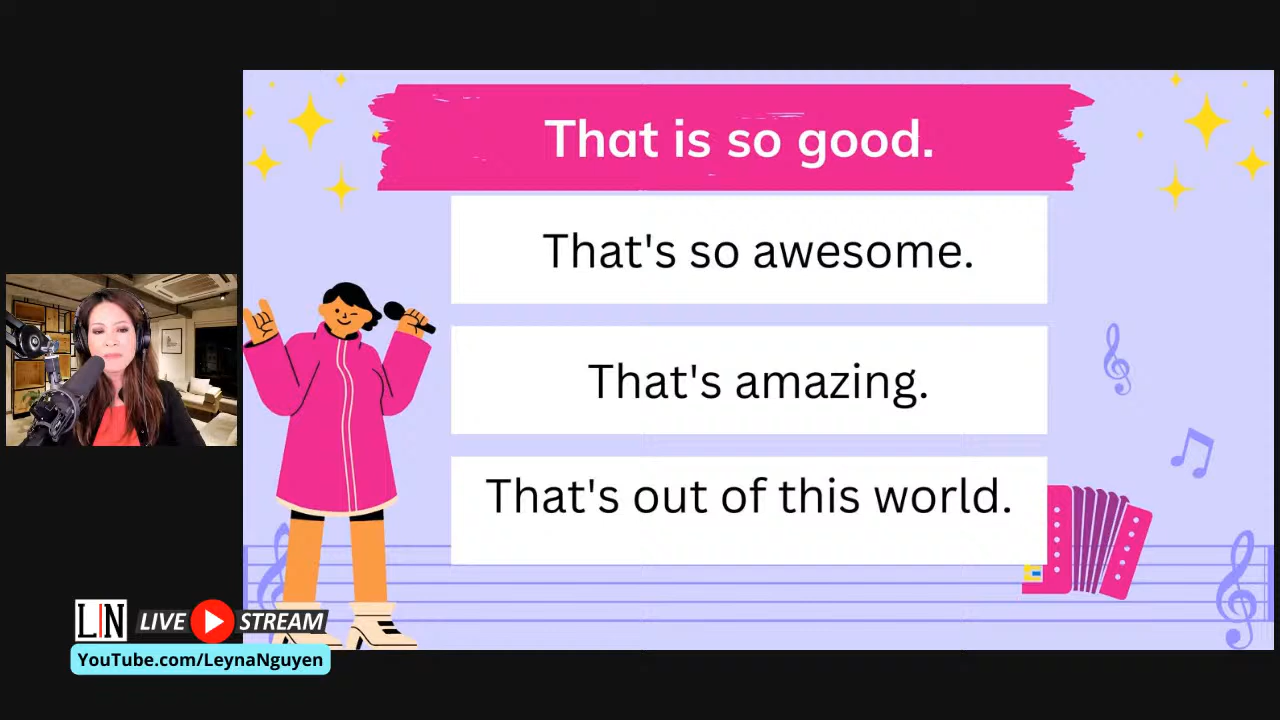 That is so good.
That's so awesome.
That's amazing.
That's out of this world.
LIN LIVE STREAM
YouTube.com/LeynaNguyen